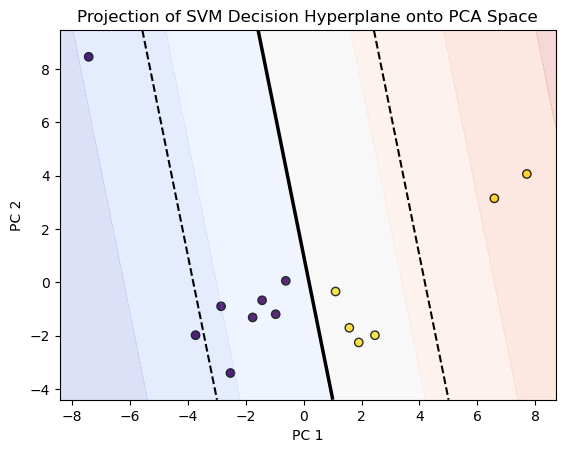 Projection of SVM Decision Hyperplane onto PCA Space
8
6
4
2
0
−2
−4
PC 2
−8 −6 −4 −2 0 2 4 6 8
PC 1